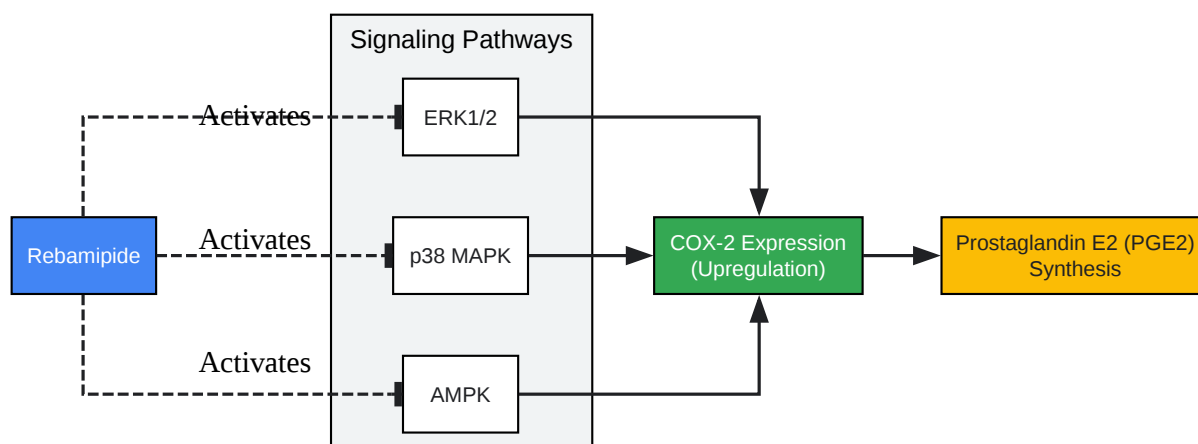 Signaling Pathways
Activates
ERK1/2
Rebamipide
Activates
p38 MAPK
COX-2 Expression
(Upregulation)
Prostaglandin E2 (PGE2)
Synthesis
Activates
AMPK